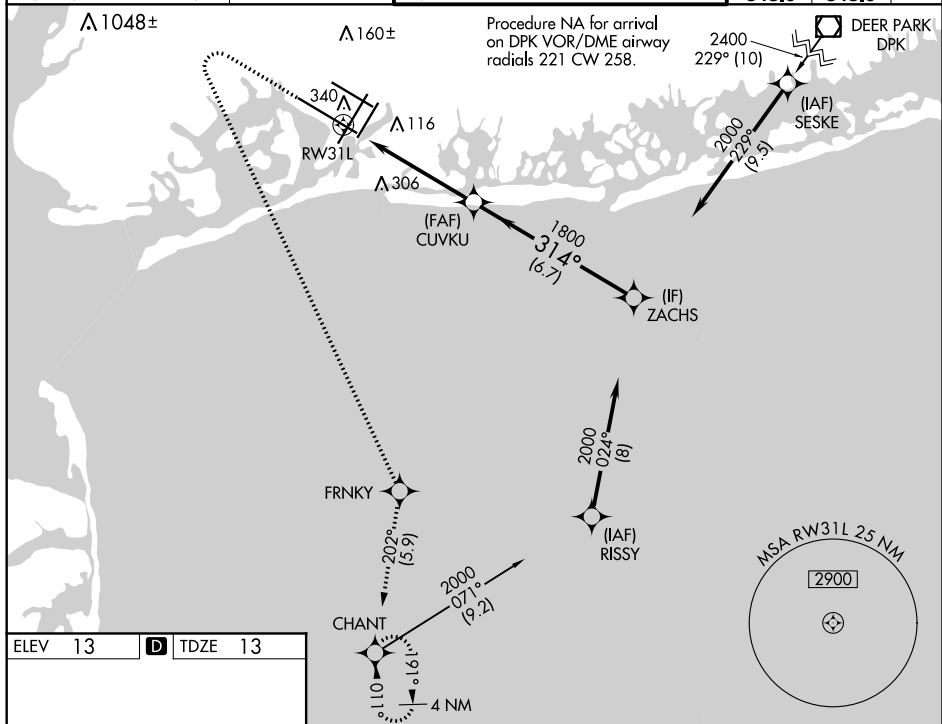 1048±
160±
Procedure NA for arrival
on DPK VOR/DME airway
radials 221 CW 258.
2400
229° (10)
DEER PARK
DPK
(IAF)
SESKE
2000
229°
(9.5)
340
RW31L
116
306
(FAF)
CUVKU
1800
314°
(6.7)
(IF)
ZACHS
2000
024°
(8)
FRNKY
(IAF)
RISSY
202°
(5.9)
MSA RW31L 25 NM
2900
2000
071°
(9.2)
CHANT
191°
011°
4 NM
ELEV 13 D TDZE 13